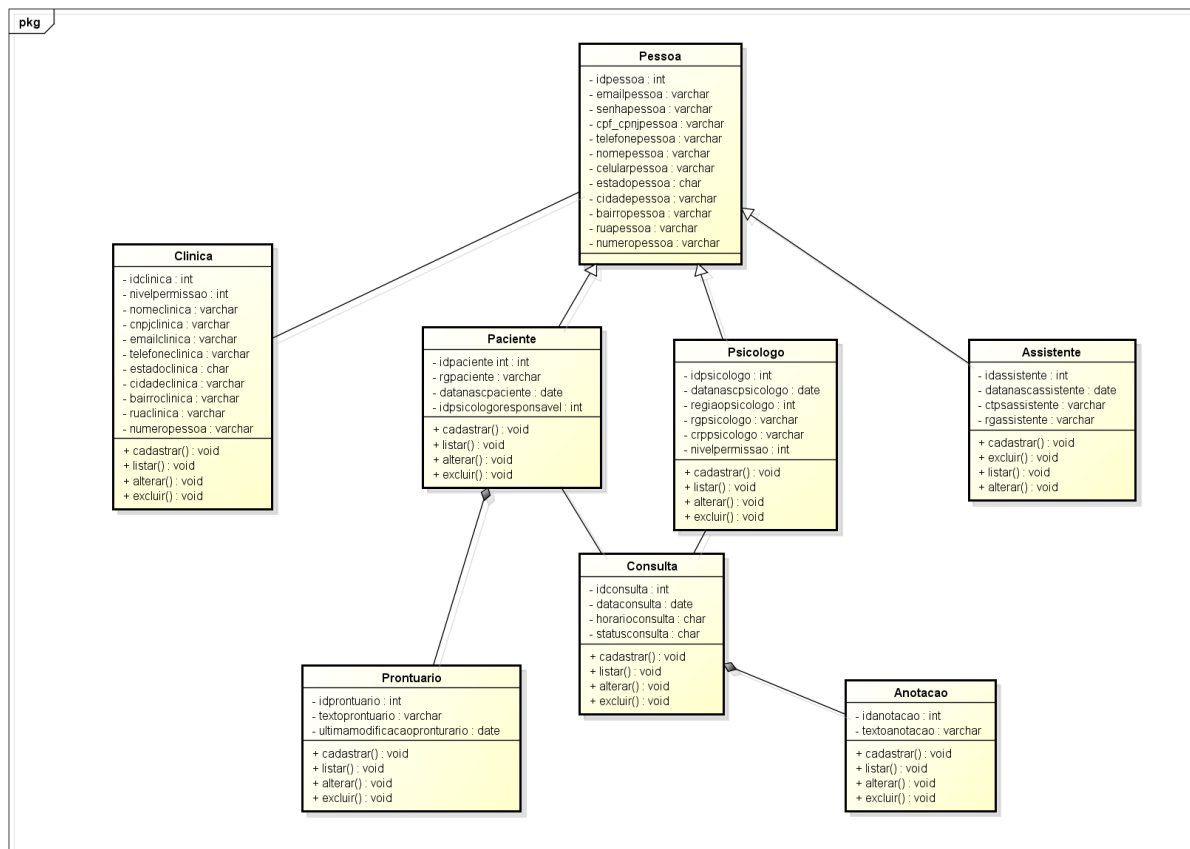 pkg
Pessoa
- idpessoa : int
- emailpessoa : varchar
- senhapessoa : varchar
- cpf_cpnjpessoa : varchar
- telefonepessoa : varchar
- nomepessoa : varchar
- celularpessoa : varchar
- estadopessoa : char
- cidadepessoa : varchar
- bairropessoa : varchar
- ruapessoa : varchar
- numeropessoa : varchar
Clinica
- idclinica : int
- nivelpermissao : int
- nomeclinica : varchar
- cnpjclinica : varchar
- emailclinica : varchar
- telefoneclinica : varchar
- estadoclinica : char
- cidadeclinica : varchar
- bairroclinica : varchar
- ruaclinica : varchar
- numeropessoa : varchar
+ cadastrar() : void
+ listar() : void
+ alterar() : void
+ excluir() : void
Paciente
- idpaciente int : int
- rgpaciente : varchar
- datanascpaciente : date
- idpsicologoresponsavel : int
+ cadastrar() : void
+ listar() : void
+ alterar() : void
+ excluir() : void
Psicologo
- idpsicologo : int
- datanascpsicologo : date
- regiaopsicologo : int
- rgpsicologo : varchar
- crppsicologo : varchar
- nivelpermissao : int
+ cadastrar() : void
+ listar() : void
+ alterar() : void
+ excluir() : void
Assistente
- idassistente : int
- datanascassistente : date
- ctpsassistente : varchar
- rgassistente : varchar
+ cadastrar() : void
+ excluir() : void
+ listar() : void
+ alterar() : void
Consulta
- idconsulta : int
- dataconsulta : date
- horarioconsulta : char
- statusconsulta : char
+ cadastrar() : void
+ listar() : void
+ alterar() : void
+ excluir() : void
Prontuario
- idprontuario : int
- textoprontuario : varchar
- ultimamodificacaopronturario : date
+ cadastrar() : void
+ listar() : void
+ alterar() : void
+ excluir() : void
Anotacao
- idanotacao : int
- textoanotacao : varchar
+ cadastrar() : void
+ listar() : void
+ alterar() : void
+ excluir() : void